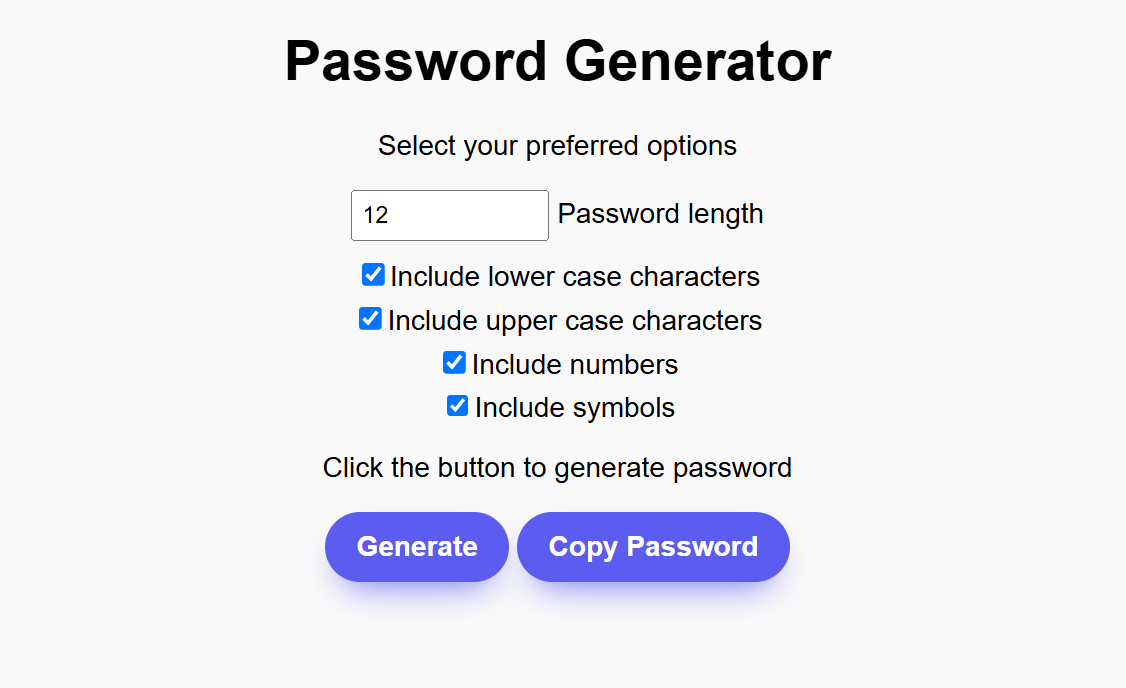 Password Generator
Select your preferred options
12 Password length
Include lower case characters
Include upper case characters
Include numbers
Include symbols
Click the button to generate password
Generate Copy Password